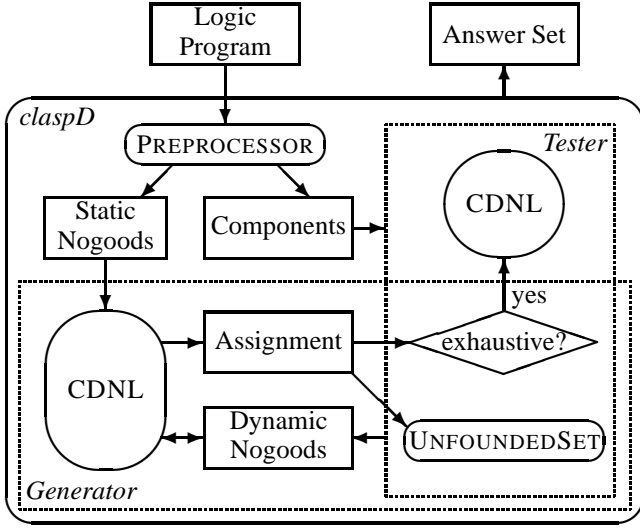 Logic
Program
Answer Set
claspD
PREPROCESSOR
Tester
Static
Nogoods
Components
CDNL
yes
CDNL
Assignment
exhaustive?
Dynamic
Nogoods
UNFOUNDEDSET
Generator